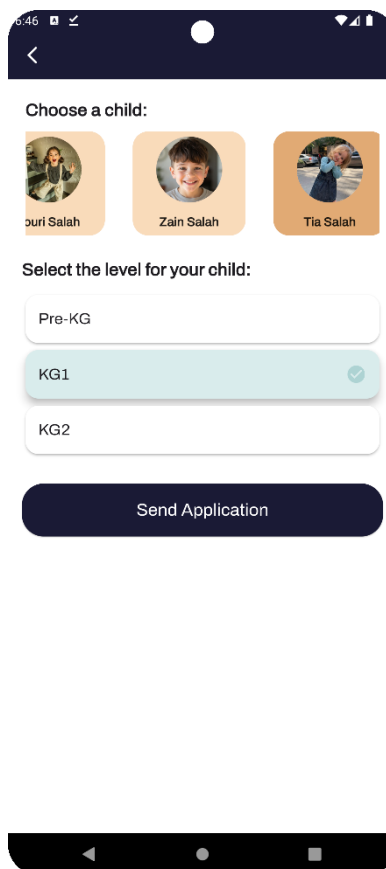 6:46
Choose a child:
ouri Salah
Zain Salah
Tia Salah
Select the level for your child:
Pre-KG
KG1
KG2
Send Application